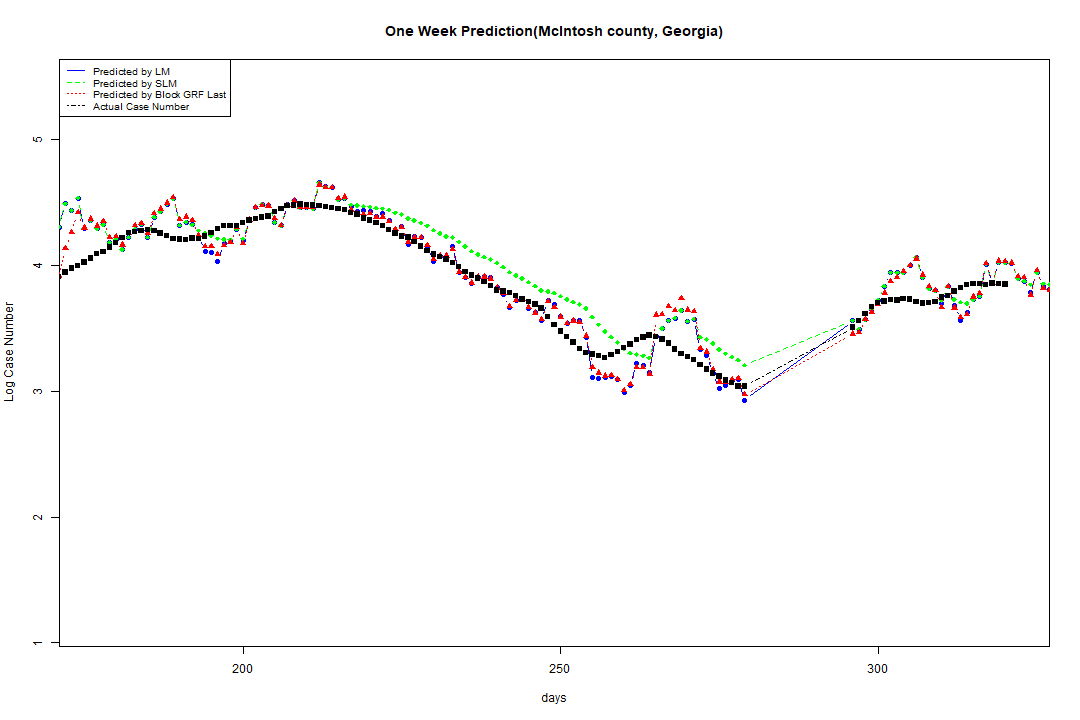 One Week Prediction(McIntosh county, Georgia)
Predicted by LM
Predicted by SLM
Predicted by Block GRF Last
Actual Case Number
5
4
3
2
1
Log Case Number
200
250
300
days